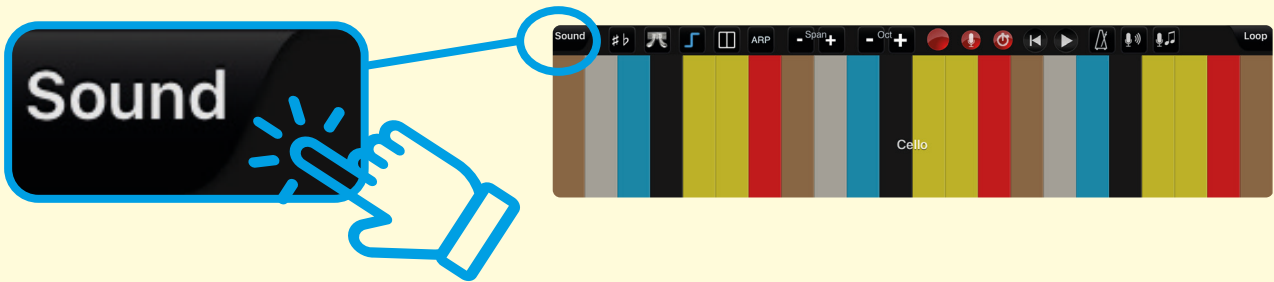 Sound
Sound ♯♭ ARP - Span + - Oct + Loop
Cello